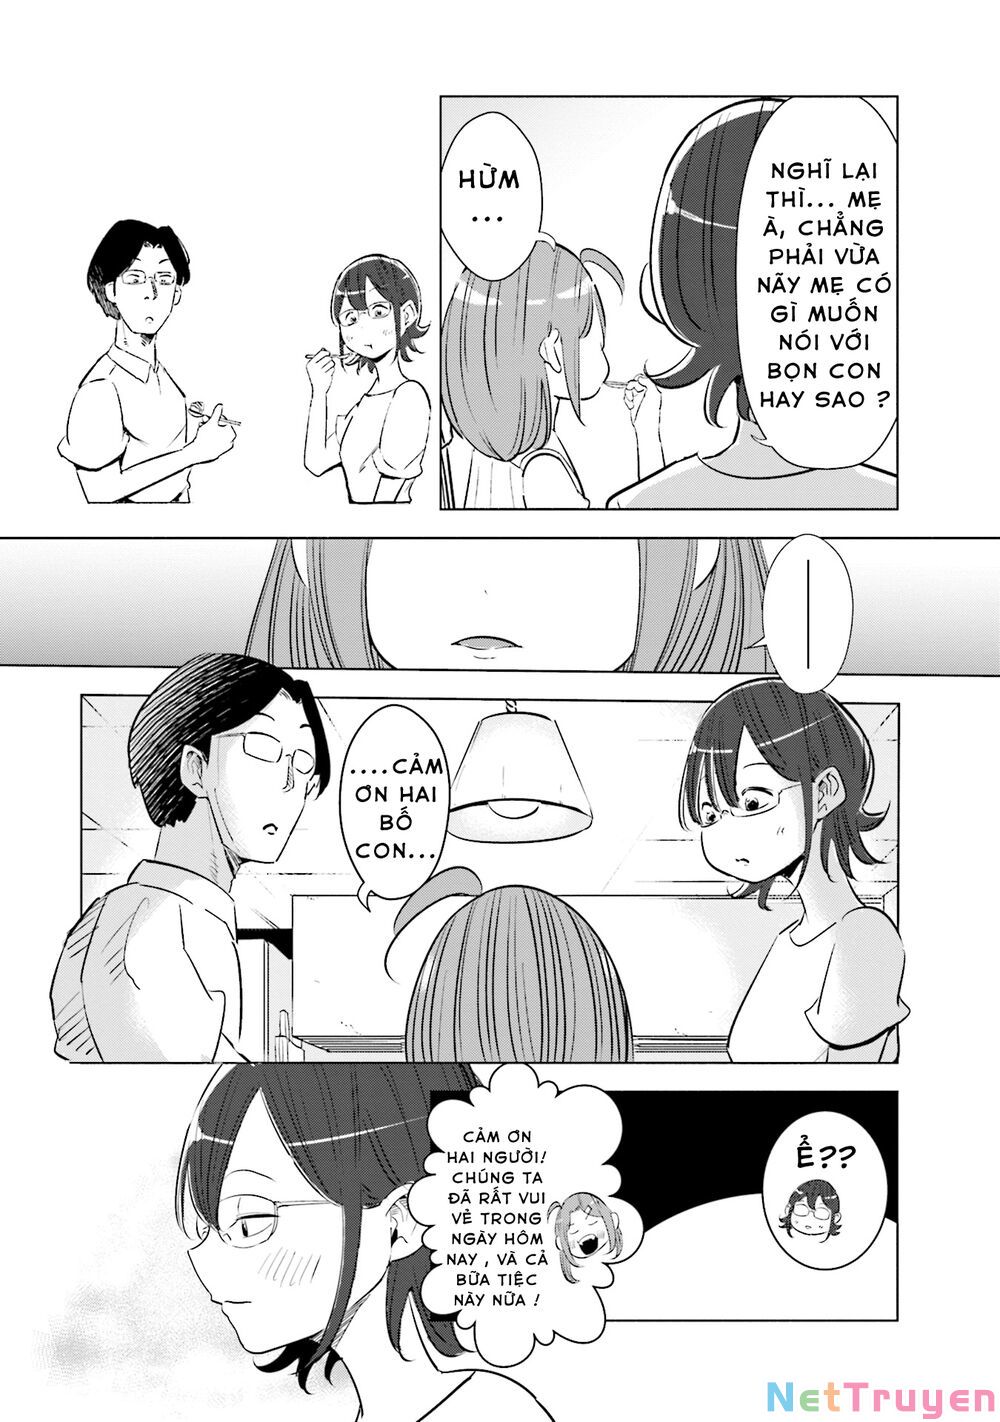 NGHĨ LẠI
THÌ... MẸ
À, CHẲNG
PHẢI VỪA
NÃY MẸ CÓ
GÌ MUỐN
NÓI VỚI
BỌN CON
HAY SAO ?
HỪM
...
....CẢM
ƠN HAI
BỐ
CON...
Ể??
CẢM ƠN
HAI NGƯỜI!
CHÚNG TA
ĐÃ RẤT VUI
VẺ TRONG
NGÀY HÔM
NAY , VÀ CẢ
BỮA TIỆC
NÀY NỮA !
NetTruyen